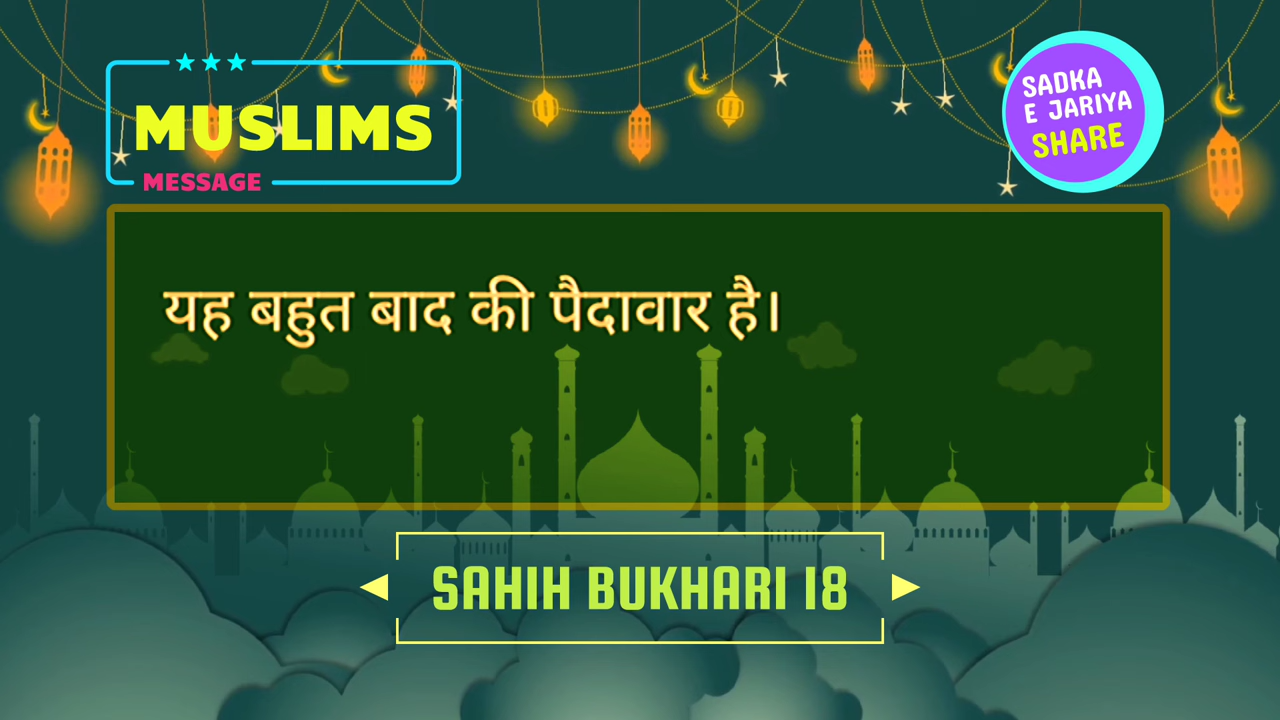 MUSLIMS
MESSAGE
SADKA
E JARIYA
SHARE
यह बहुत बाद की पैदावार है।
SAHIH BUKHARI 18